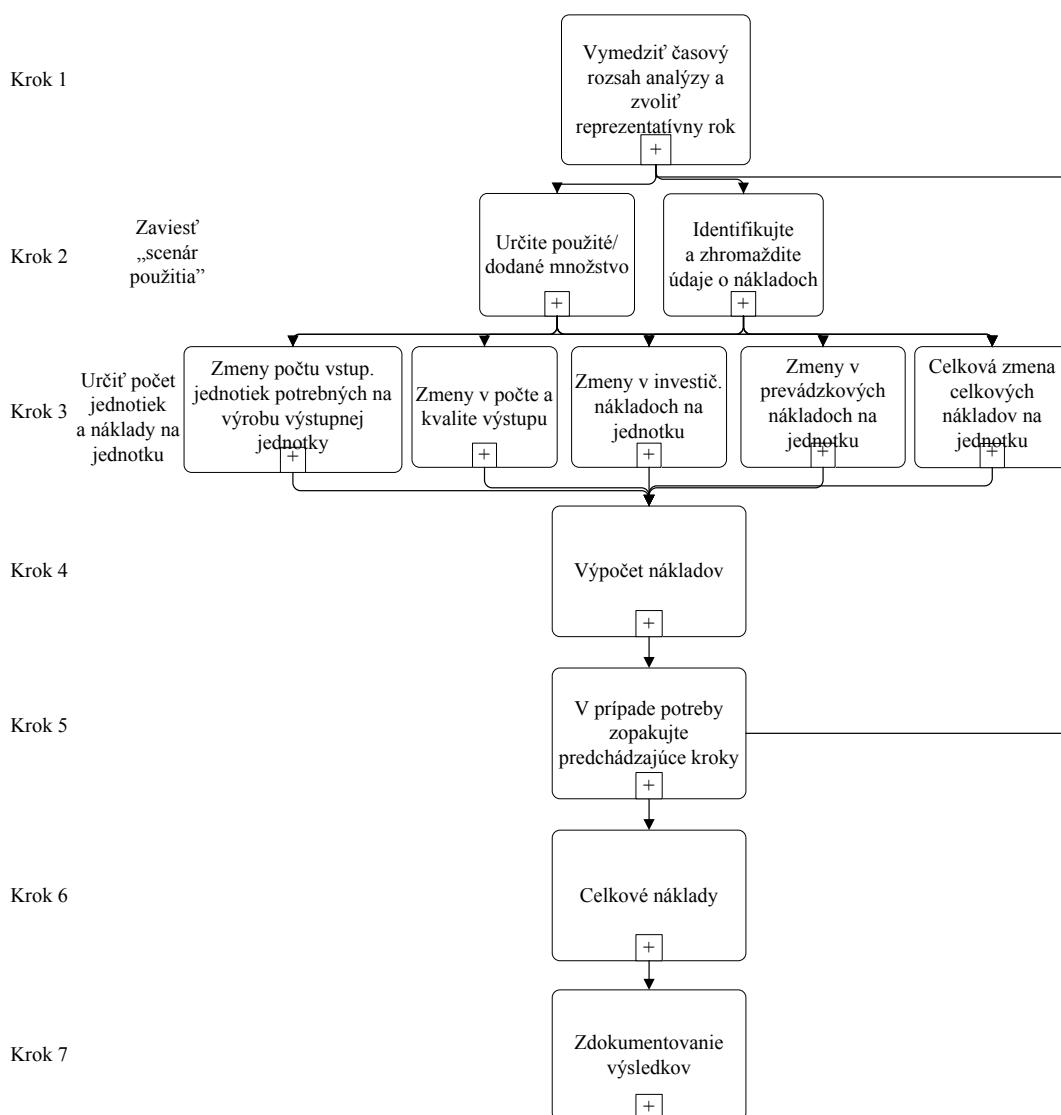 Krok 1
Vymedziť časový
rozsah analýzy a
zvoliť
reprezentatívny rok
+
Krok 2
Zaviesť
„scenár
použitia”
Určite použité/
dodané množstvo
+
Identifikujte
a zhromaždite
údaje o nákladoch
+
Krok 3
Určiť počet
jednotiek
a náklady na
jednotku
Zmeny počtu vstup.
jednotiek potrebných na
výrobu výstupnej
jednotky
+
Zmeny v počte a
kvalite výstupu
+
Zmeny v investič.
nákladoch na
jednotku
+
Zmeny v
prevádzkových
nákladoch na
jednotku
+
Celková zmena
celkových
nákladov na
jednotku
+
Krok 4
Výpočet nákladov
+
Krok 5
V prípade potreby
zopakujte
predchádzajúce kroky
+
Krok 6
Celkové náklady
+
Krok 7
Zdokumentovanie
výsledkov
+